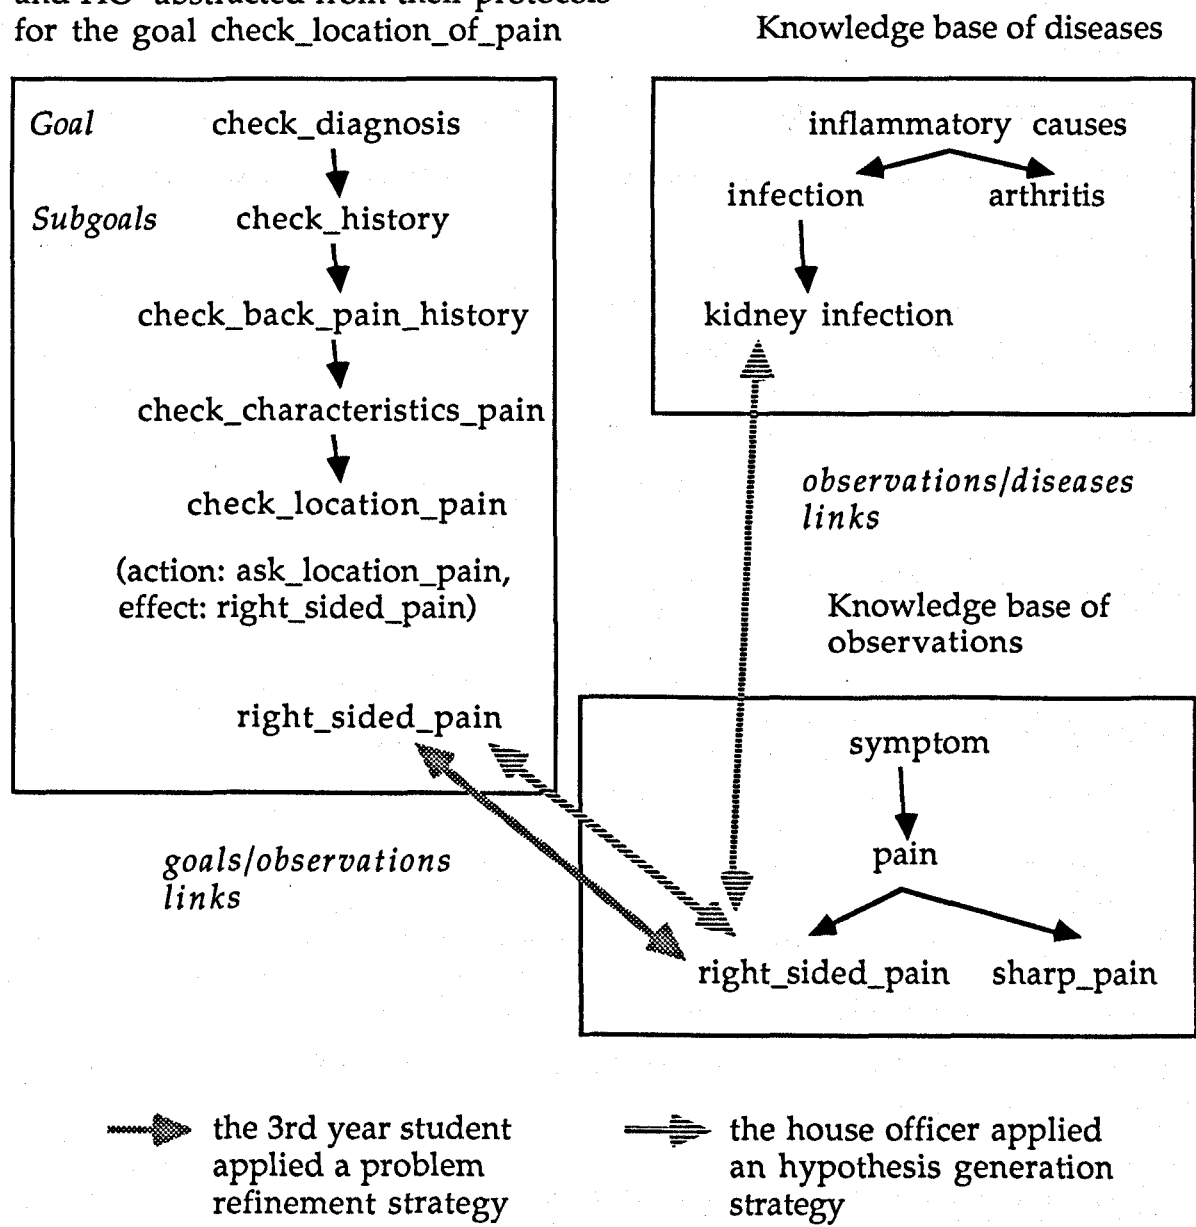 for the goal check_location_of_pain
Knowledge base of diseases
Goal check_diagnosis
Subgoals check_history
check_back_pain_history
check_characteristics_pain
check_location_pain
(action: ask_location_pain,
effect: right_sided_pain)
right_sided_pain
inflammatory causes
infection arthritis
kidney infection
observations/diseases
links
Knowledge base of
observations
symptom
pain
right_sided_pain sharp_pain
goals/observations
links
the 3rd year student
applied a problem
refinement strategy
the house officer applied
an hypothesis generation
strategy